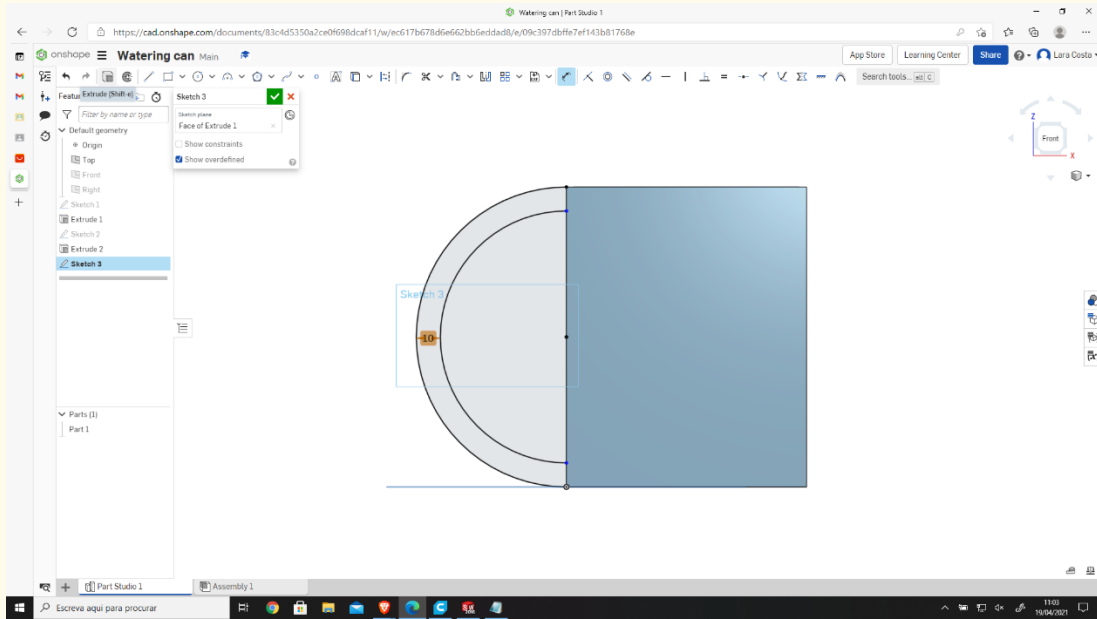 Watering can | Part Studio 1
https://cad.onshape.com/documents/83c4d5350a2ce0f698dcaf11/w/ec617b678d6e662bb6eddad8/e/09c397dbffe7ef143b81768e
onshape Watering can Main
App Store Learning Center Share Lara Costa
Search tools... alt C
Featur Extrude (Shift-e)
Sketch 3
Filter by name or type
Sketch plane
Face of Extrude 1
Default geometry
Show constraints
Origin
Show overdefined
Top
Front
Right
Sketch 1
Extrude 1
Sketch 2
Extrude 2
Sketch 3
Z
Front
X
Sketch 3
10
Parts (1)
Part 1
Part Studio 1 Assembly 1
Escreve aqui para procurar
11:03
19/04/2021